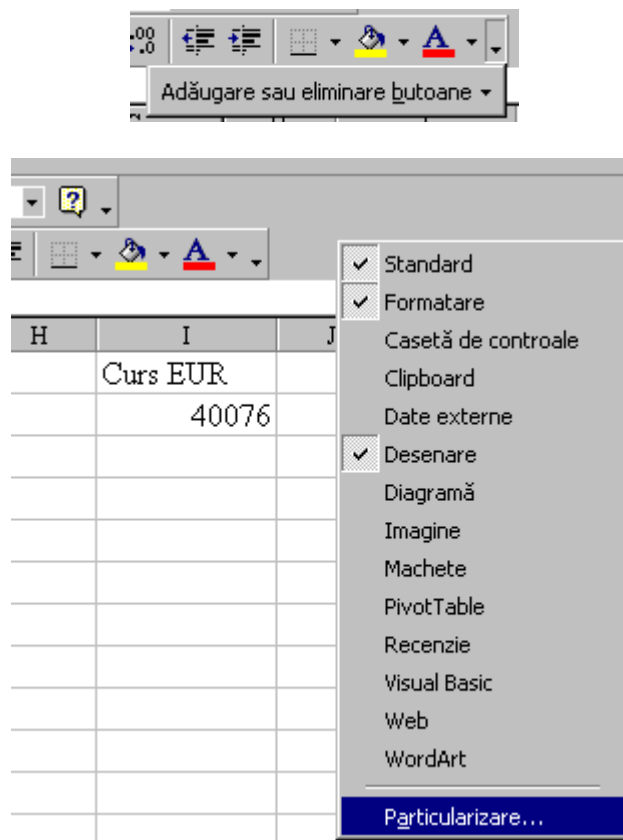 ,00
,0
A
Adăugare sau eliminare butoane
?
A
H I J
Curs EUR
40076
Standard
Formatare
Casetă de controale
Clipboard
Date externe
Desenare
Diagramă
Imagine
Machete
PivotTable
Recenzie
Visual Basic
Web
WordArt
Particularizare...